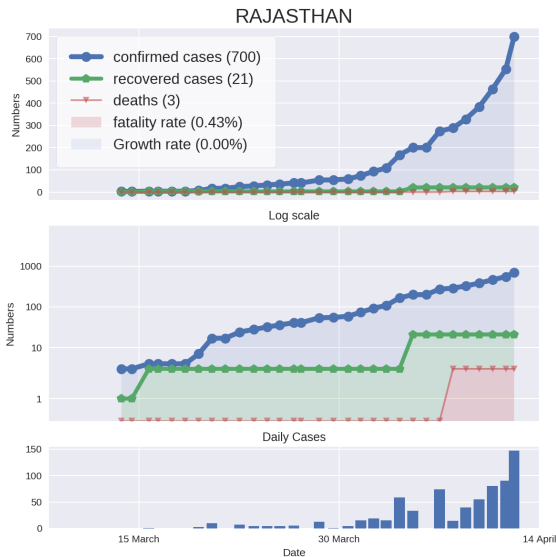 RAJASTHAN
700
600
500
400
300
200
100
0
Numbers
confirmed cases (700)
recovered cases (21)
deaths (3)
fatality rate (0.43%)
Growth rate (0.00%)
Log scale
1000
100
10
1
Numbers
Daily Cases
150
100
50
0
15 March
30 March
14 April
Date